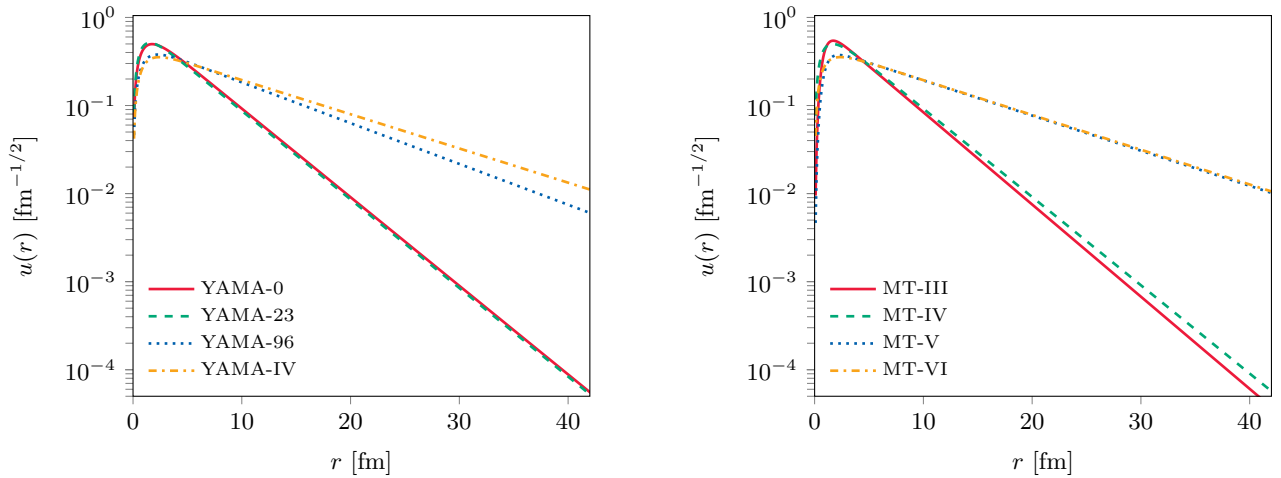 10^0
10^{-1}
10^{-2}
10^{-3}
10^{-4}
u(r) [fm^{-1/2}]
YAMA-0
YAMA-23
YAMA-96
YAMA-IV
0 10 20 30 40
r [fm]
10^0
10^{-1}
10^{-2}
10^{-3}
10^{-4}
u(r) [fm^{-1/2}]
MT-III
MT-IV
MT-V
MT-VI
0 10 20 30 40
r [fm]